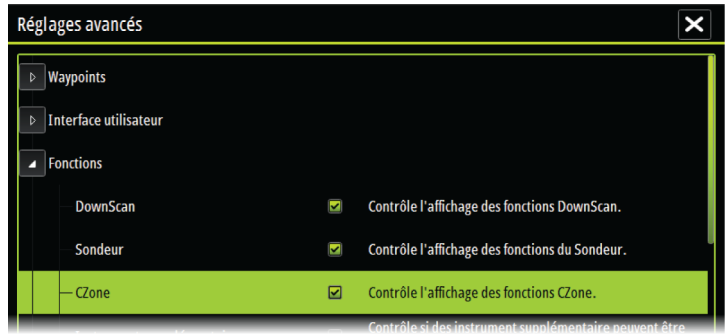 Réglages avancés
Waypoints
Interface utilisateur
Fonctions
DownScan Contrôle l'affichage des fonctions DownScan.
Sondeur Contrôle l'affichage des fonctions du Sondeur.
CZone Contrôle l'affichage des fonctions CZone.
Contrôle si des instrument supplémentaire peuvent être